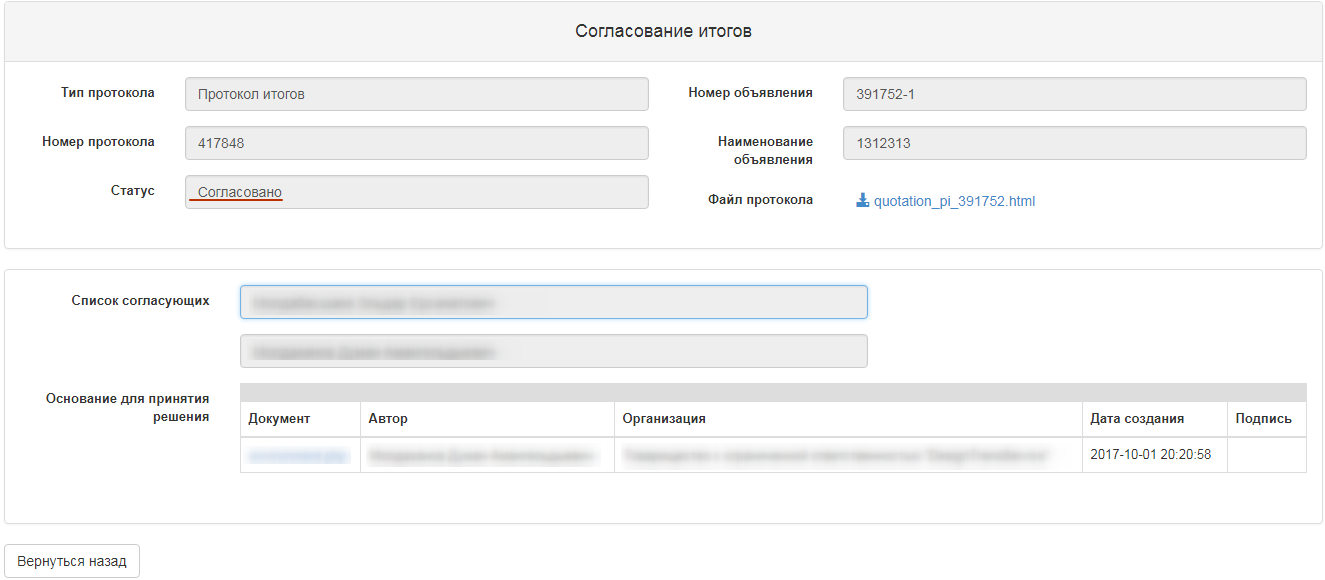 Согласование итогов
Тип протокола
Протокол итогов
Номер объявления
391752-1
Номер протокола
417848
Наименование
объявления
1312313
Статус
Согласовано
Файл протокола
quotation_pi_391752.html
Список согласующих
Основание для принятия
решения
Документ Автор Организация Дата создания Подпись
2017-10-01 20:20:58
Вернуться назад